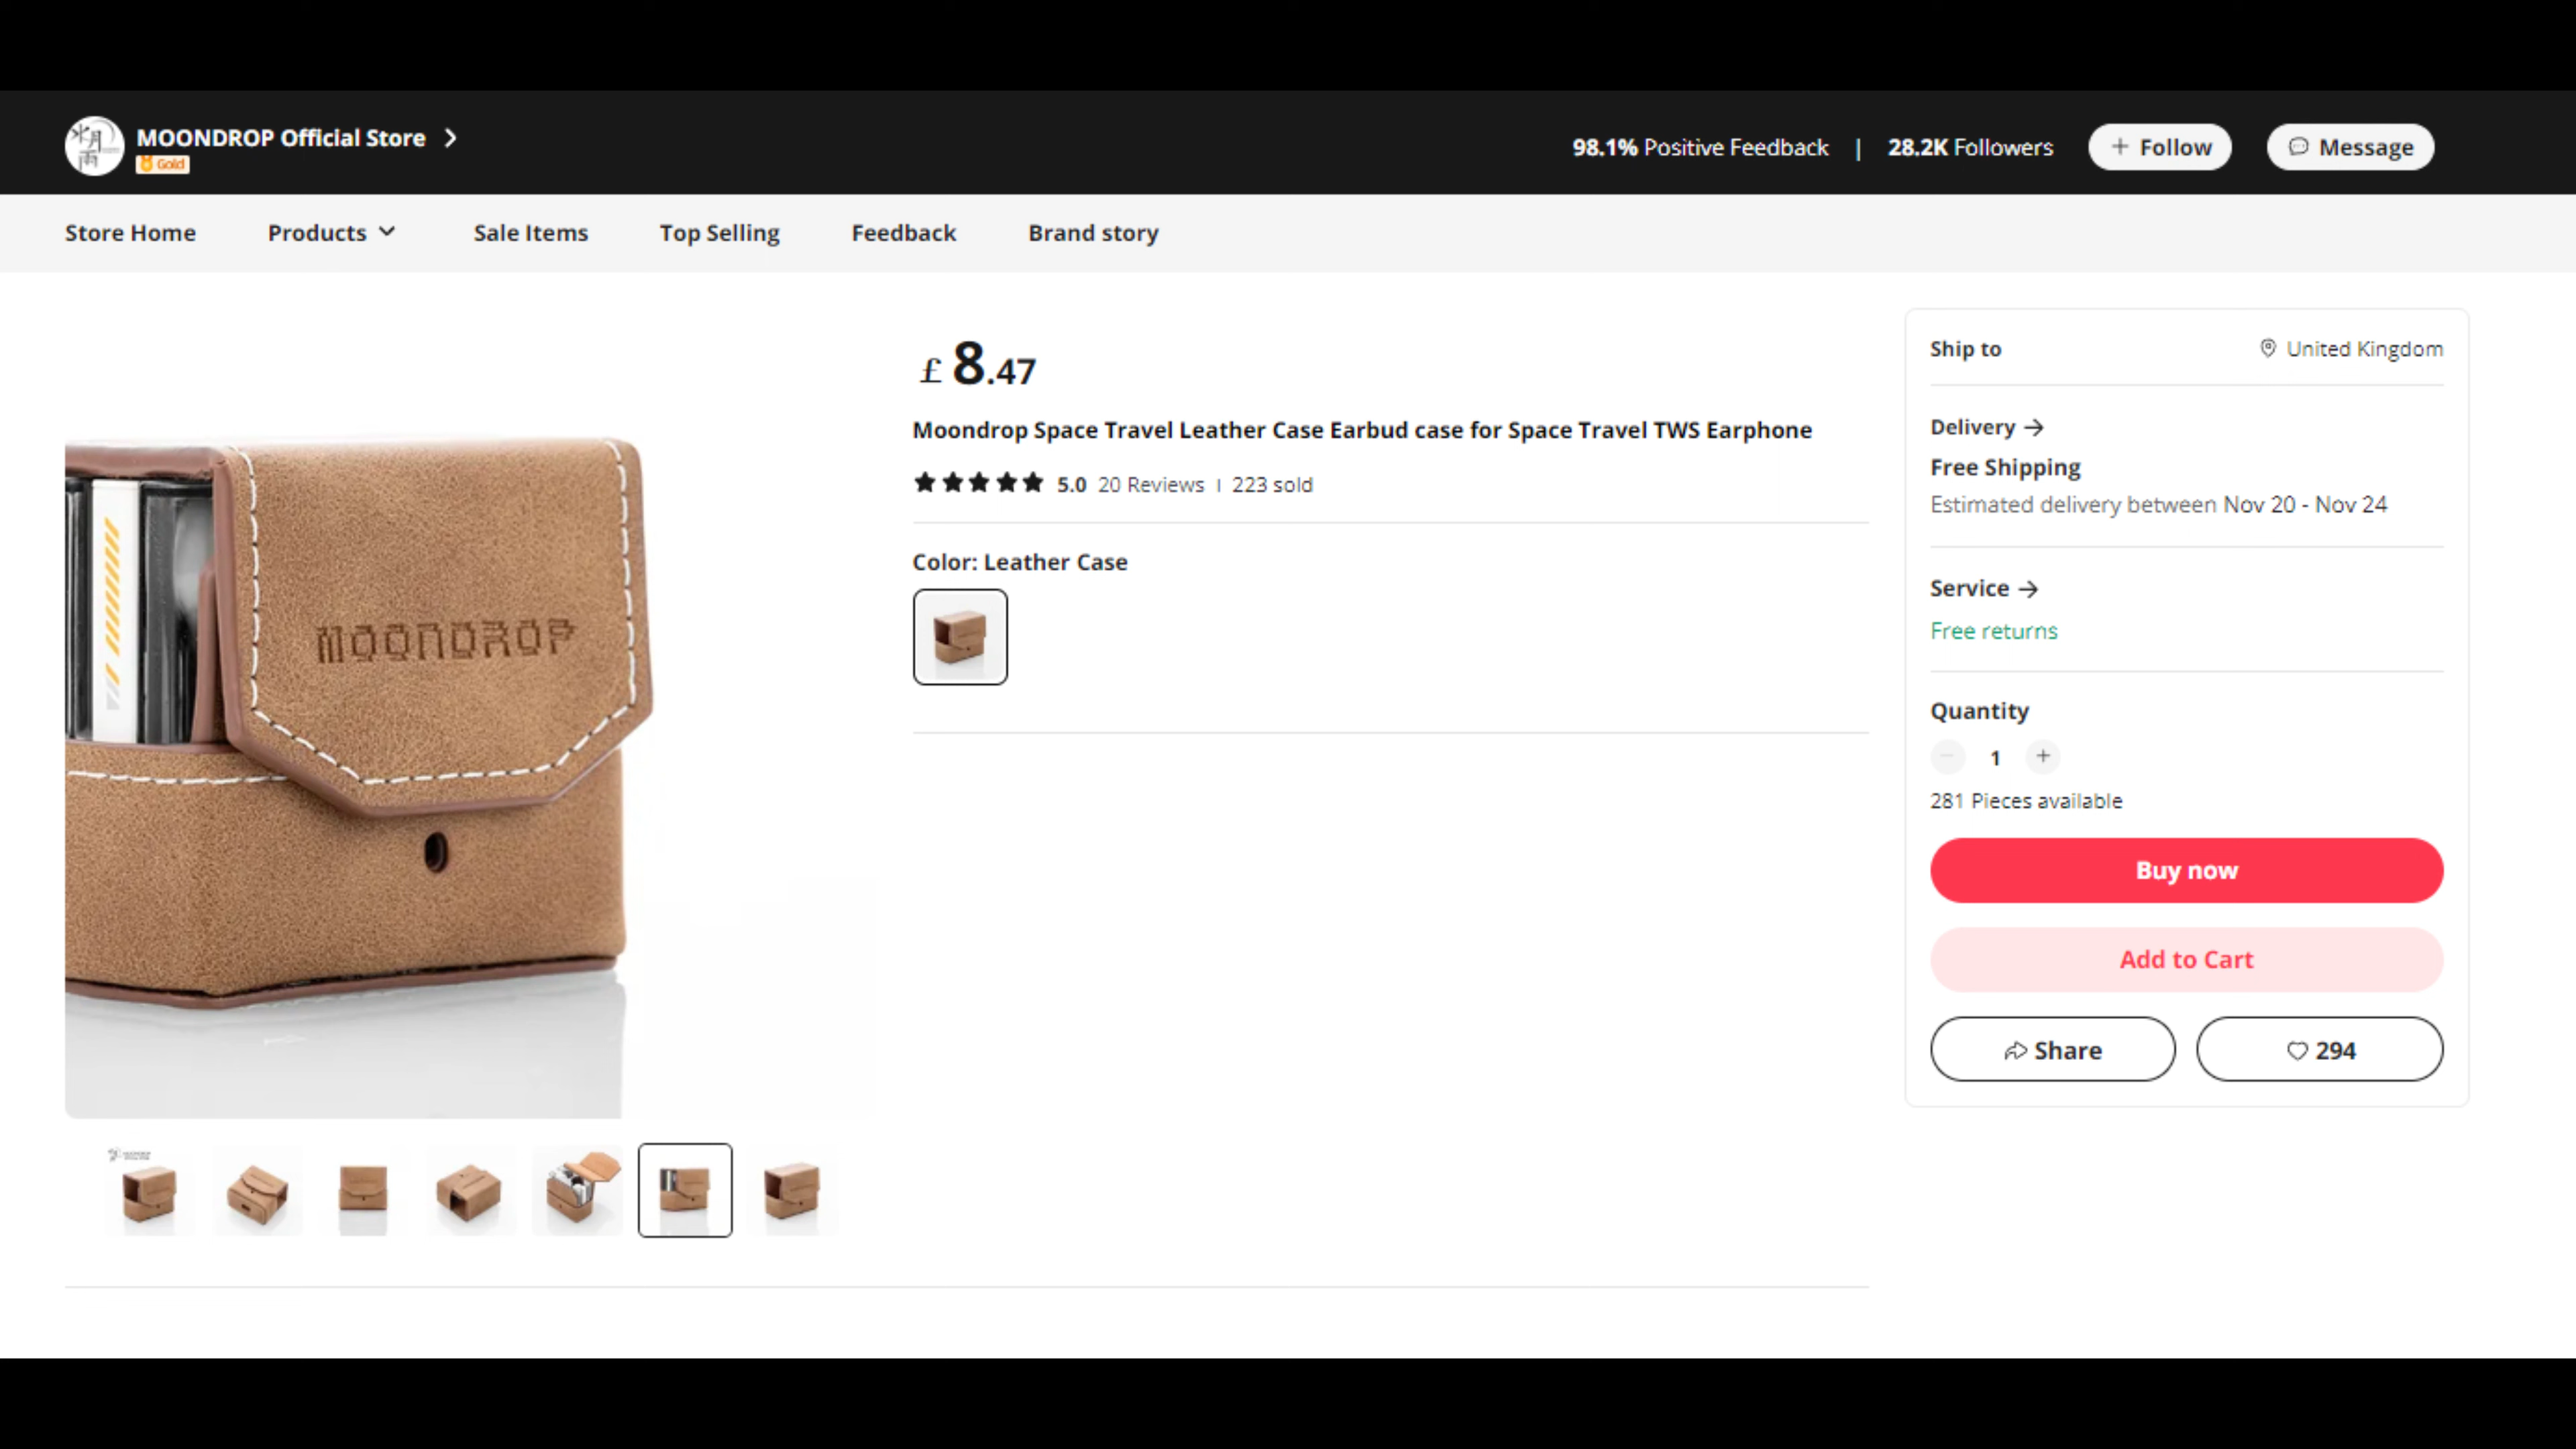 MOONDROP Official Store
Gold
98.1% Positive Feedback | 28.2K Followers
+ Follow
Message
Store Home
Products
Sale Items
Top Selling
Feedback
Brand story
MOONDROP
£8.47
Moondrop Space Travel Leather Case Earbud case for Space Travel TWS Earphone
5.0 20 Reviews | 223 sold
Color: Leather Case
Ship to
United Kingdom
Delivery →
Free Shipping
Estimated delivery between Nov 20 - Nov 24
Service →
Free returns
Quantity
− 1 +
281 Pieces available
Buy now
Add to Cart
Share
294